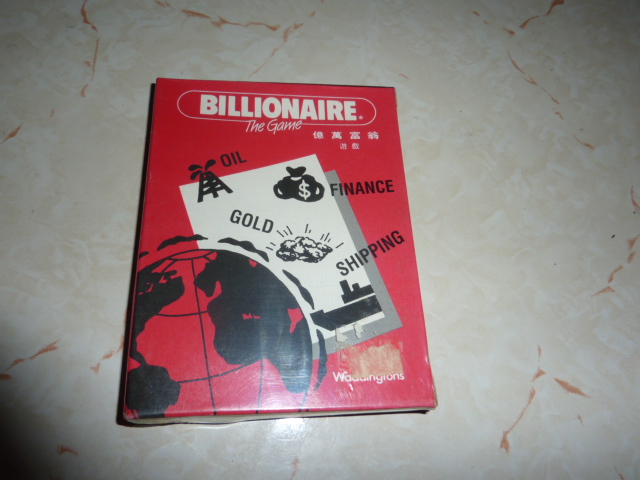 BILLIONAIRE®
The Game
億萬富翁
遊戲
OIL
FINANCE
GOLD
SHIPPING
$
Waddingtons